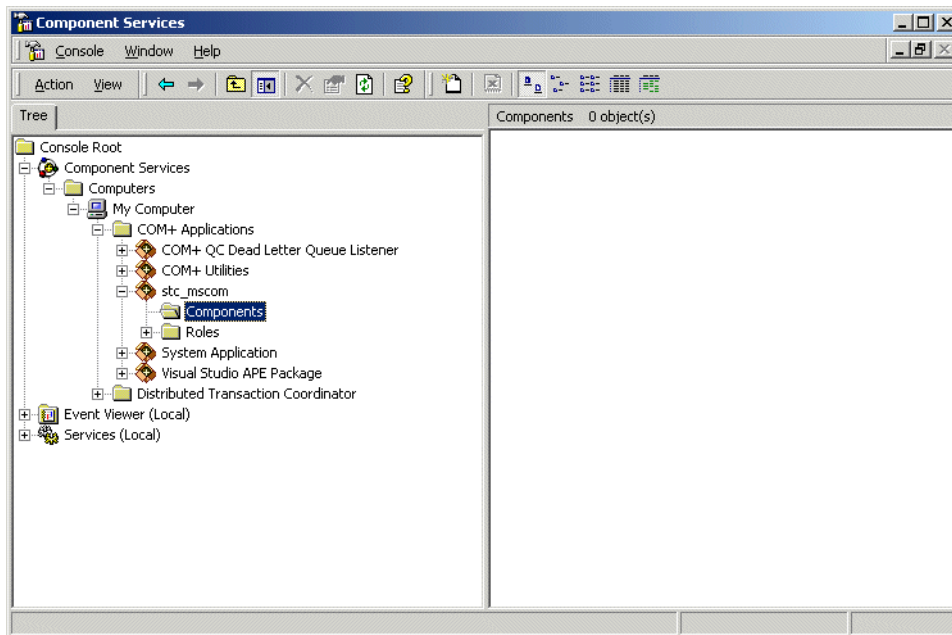 Component Services
Console Window Help
Action View
Tree
Components 0 object(s)
Console Root
Component Services
Computers
My Computer
COM+ Applications
COM+ QC Dead Letter Queue Listener
COM+ Utilities
stc_mscom
Components
Roles
System Application
Visual Studio APE Package
Distributed Transaction Coordinator
Event Viewer (Local)
Services (Local)